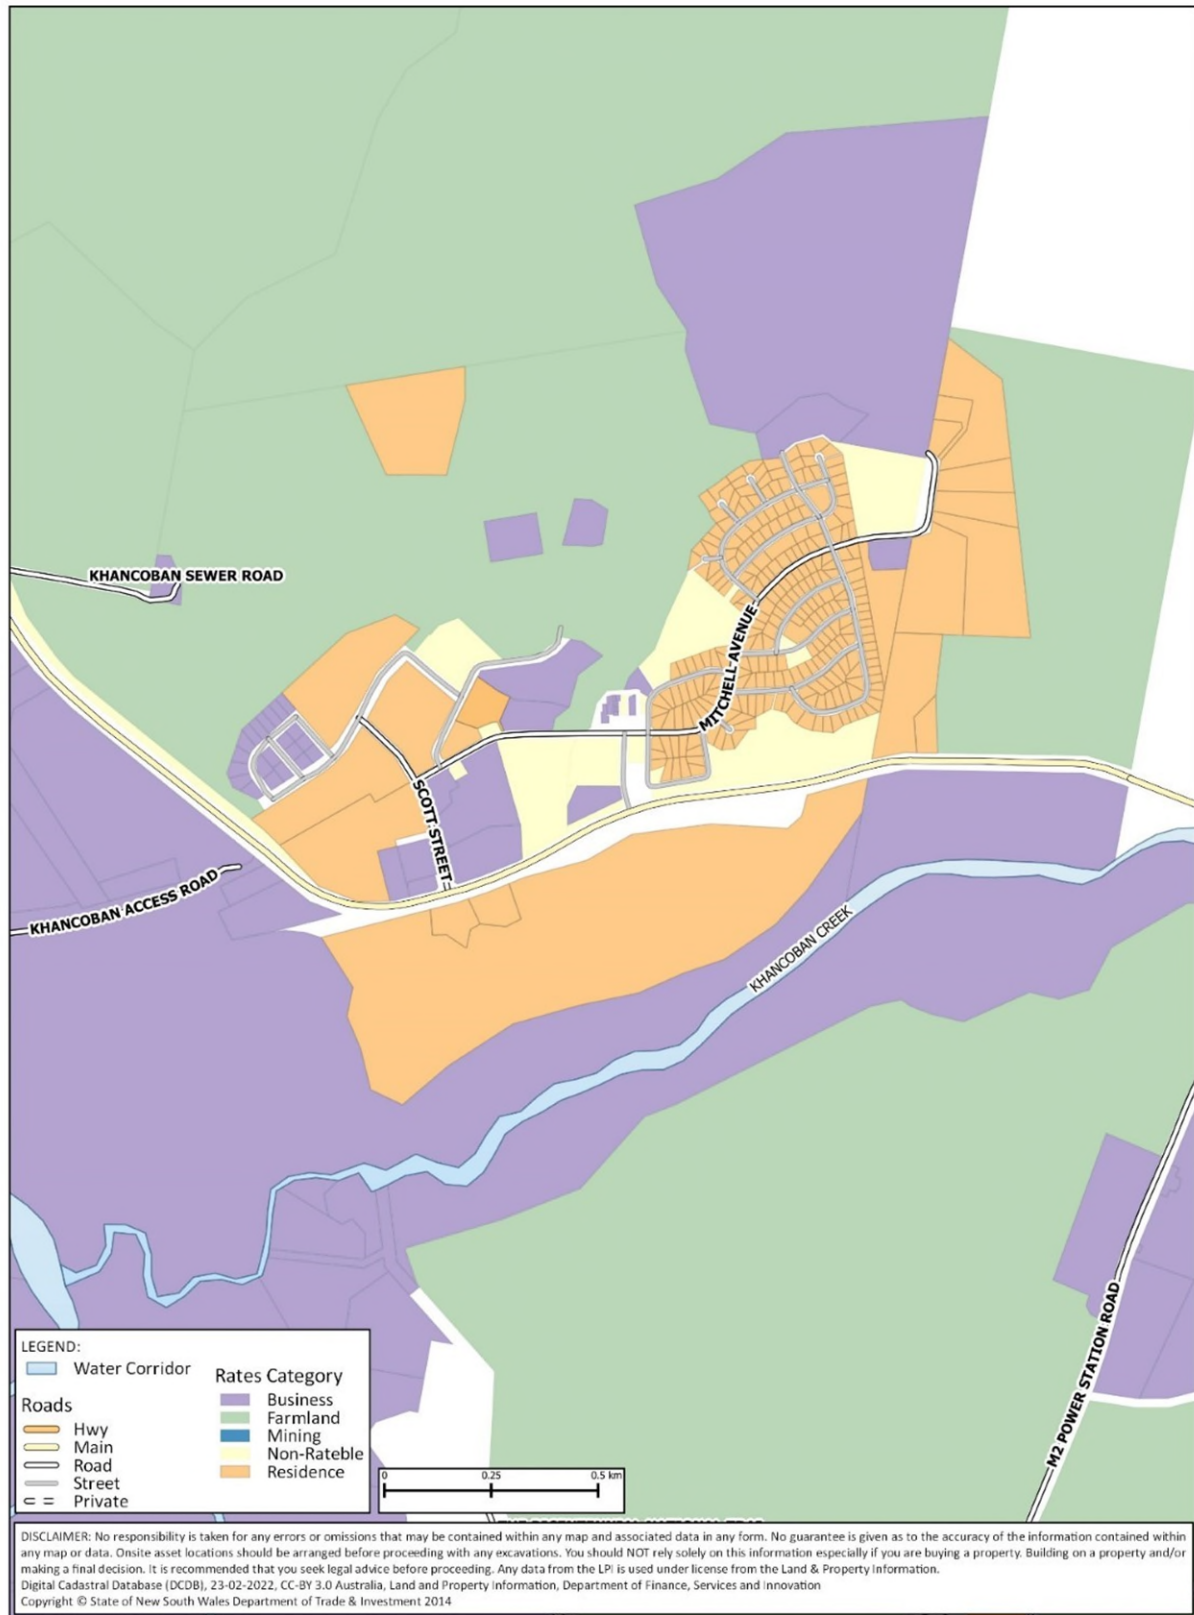 KHANCOBAN SEWER ROAD
MITCHELL AVENUE
SCOTT STREET
KHANCOBAN ACCESS ROAD
KHANCOBAN CREEK
M2 POWER STATION ROAD
LEGEND:
Water Corridor
Roads
Hwy
Main
Road
Street
Private
Rates Category
Business
Farmland
Mining
Non-Rateble
Residence
0 0.25 0.5 km
DISCLAIMER: No responsibility is taken for any errors or omissions that may be contained within any map and associated data in any form. No guarantee is given as to the accuracy of the information contained within
any map or data. Onsite asset locations should be arranged before proceeding with any excavations. You should NOT rely solely on this information especially if you are buying a property. Building on a property and/or
making a final decision. It is recommended that you seek legal advice before proceeding. Any data from the LPI is used under license from the Land & Property Information.
Digital Cadastral Database (DCDB), 23-02-2022, CC-BY 3.0 Australia, Land and Property Information, Department of Finance, Services and Innovation
Copyright © State of New South Wales Department of Trade & Investment 2014